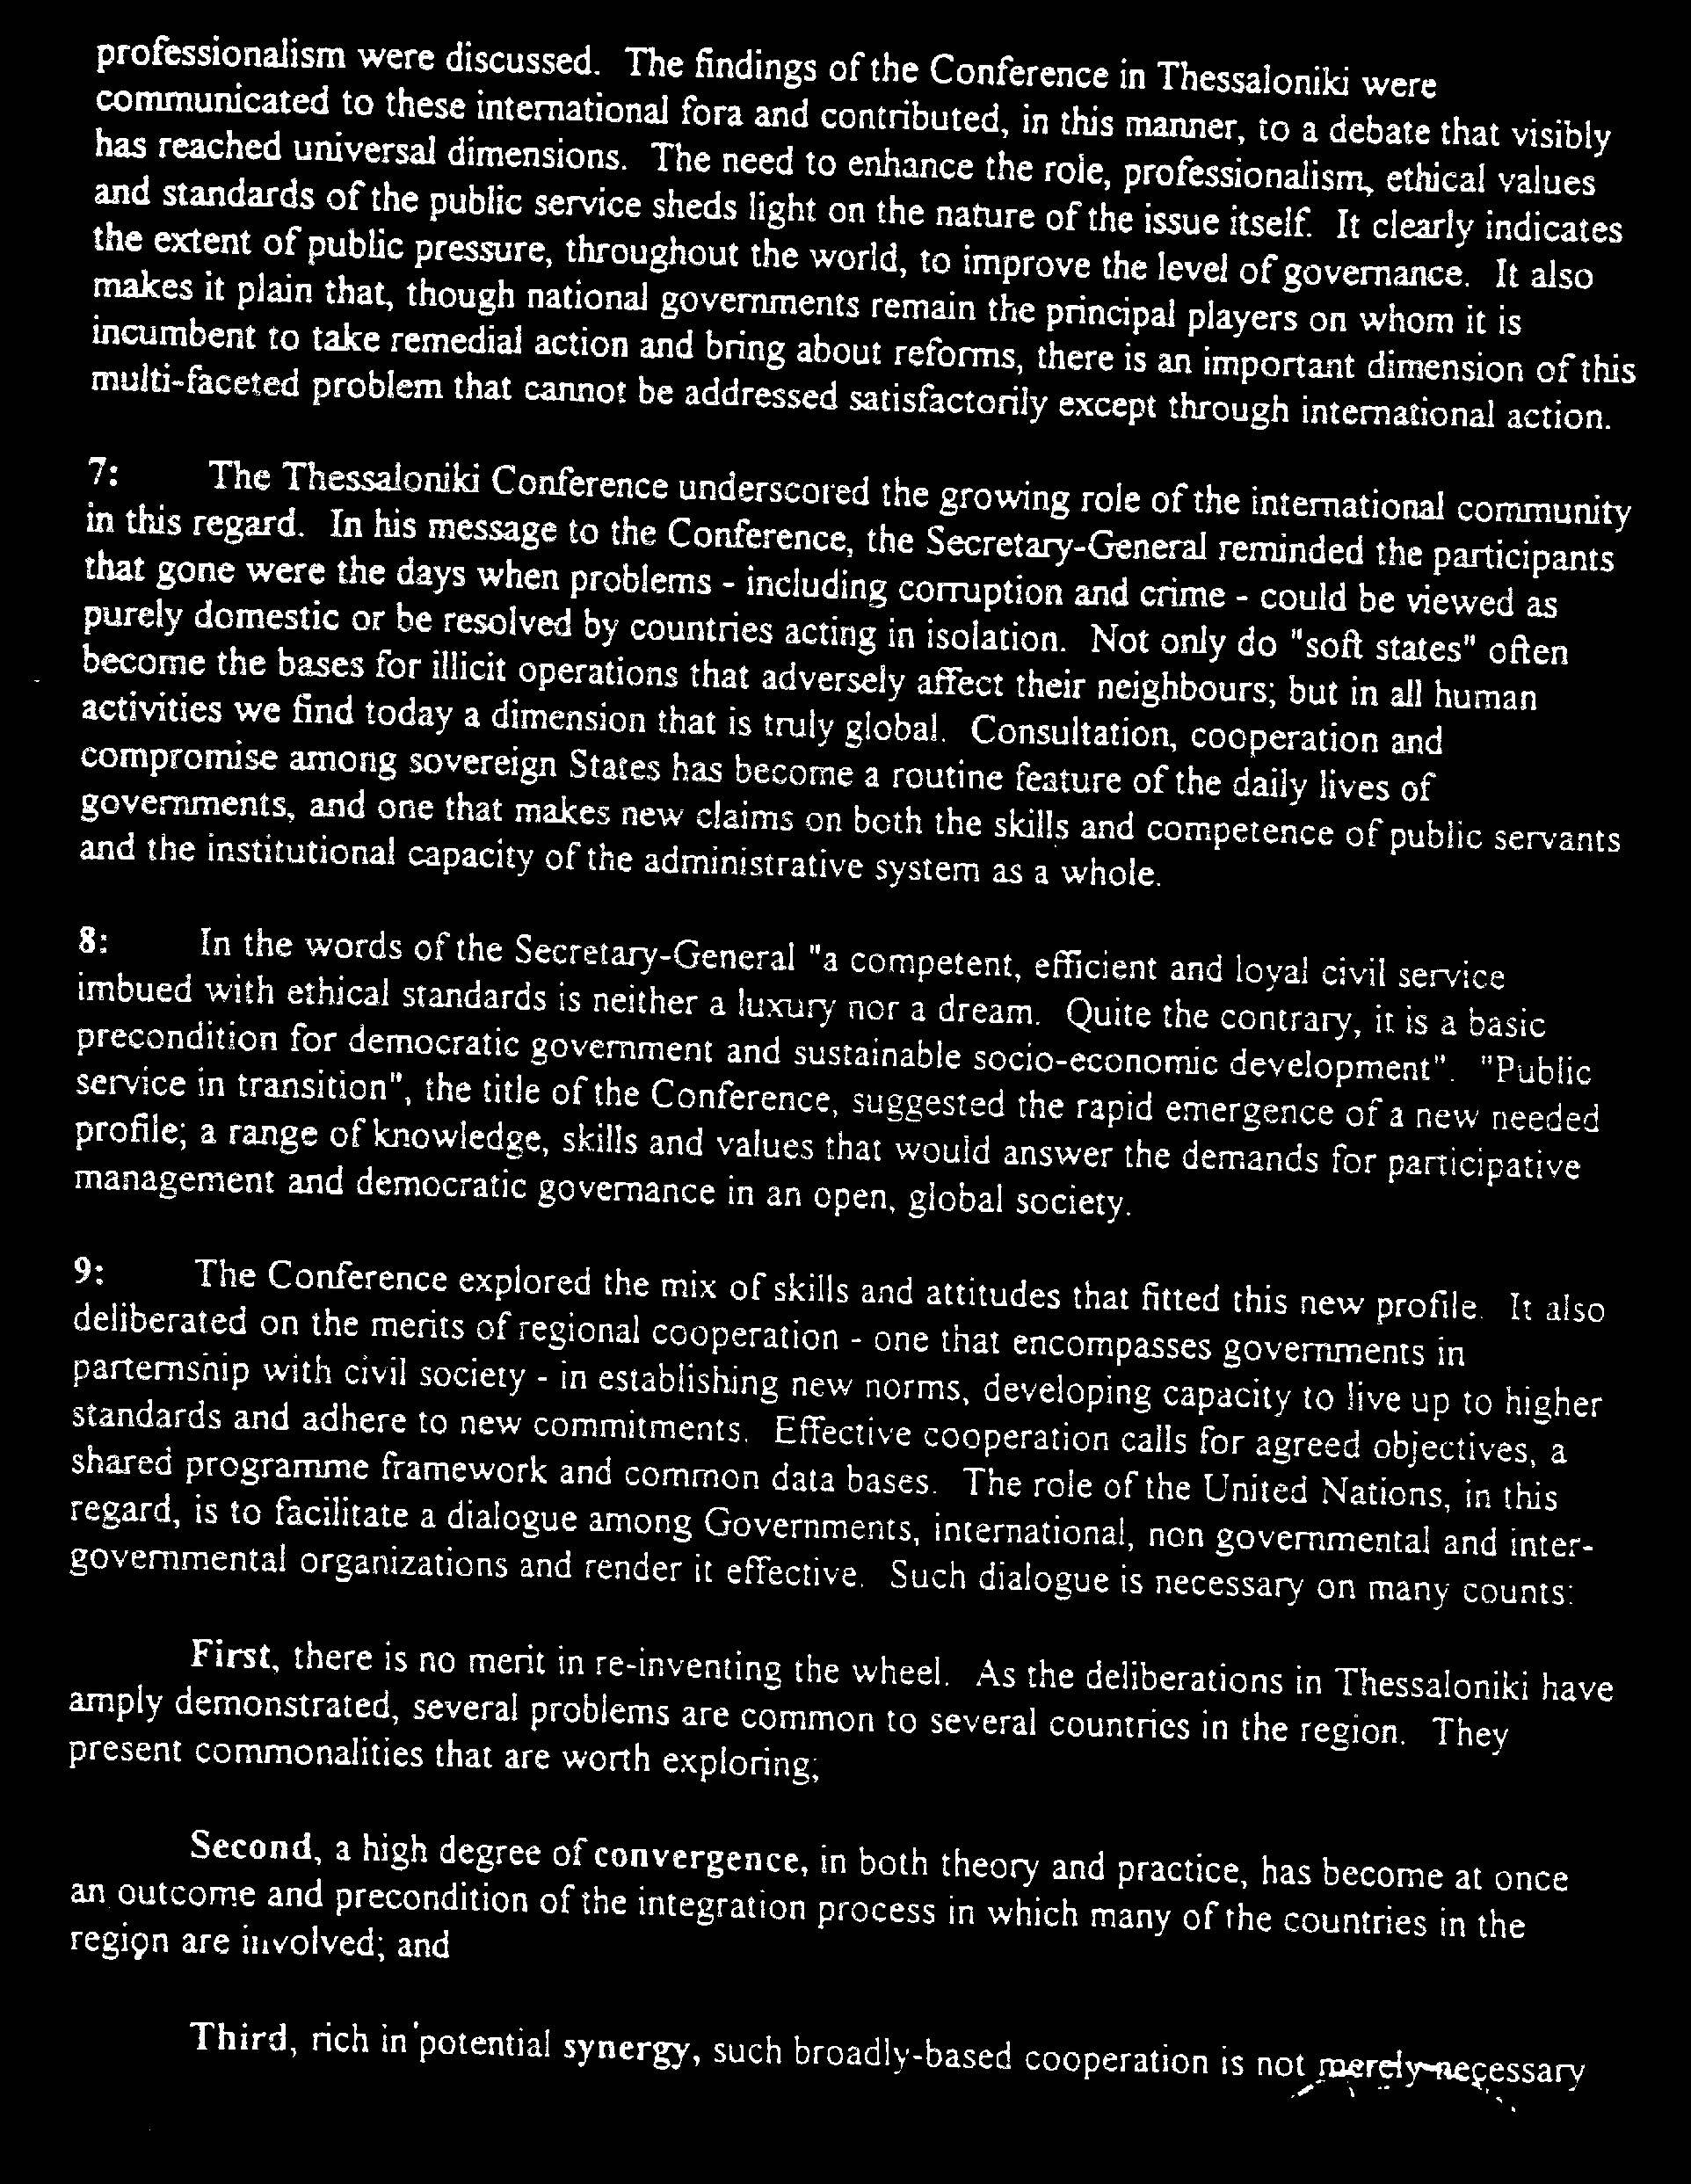 professionalism were discussed. The findings of the Conference in Thessaloniki were
communicated to these international fora and contributed, in this manner, to a debate that visibly
has reached universal dimensions. The need to enhance the role, professionalism, ethical values
and standards of the public service sheds light on the nature of the issue itself. It clearly indicates
the extent of public pressure, throughout the world, to improve the level of governance. It also
makes it plain that, though national governments remain the principal players on whom it is
incumbent to take remedial action and bring about reforms, there is an important dimension of this
multi-faceted problem that cannot be addressed satisfactorily except through international action.
7: The Thessaloniki Conference underscored the growing role of the international community
in this regard. In his message to the Conference, the Secretary-General reminded the participants
that gone were the days when problems - including corruption and crime - could be viewed as
purely domestic or be resolved by countries acting in isolation. Not only do "soft states" often
become the bases for illicit operations that adversely affect their neighbours; but in all human
activities we find today a dimension that is truly global. Consultation, cooperation and
compromise among sovereign States has become a routine feature of the daily lives of
governments, and one that makes new claims on both the skills and competence of public servants
and the institutional capacity of the administrative system as a whole.
8: In the words of the Secretary-General "a competent, efficient and loyal civil service
imbued with ethical standards is neither a luxury nor a dream. Quite the contrary, it is a basic
precondition for democratic government and sustainable socio-economic development". "Public
service in transition", the title of the Conference, suggested the rapid emergence of a new needed
profile; a range of knowledge, skills and values that would answer the demands for participative
management and democratic governance in an open, global society.
9: The Conference explored the mix of skills and attitudes that fitted this new profile. It also
deliberated on the merits of regional cooperation - one that encompasses governments in
parternship with civil society - in establishing new norms, developing capacity to live up to higher
standards and adhere to new commitments. Effective cooperation calls for agreed objectives, a
shared programme framework and common data bases. The role of the United Nations, in this
regard, is to facilitate a dialogue among Governments, international, non governmental and inter-
governmental organizations and render it effective. Such dialogue is necessary on many counts:
First, there is no merit in re-inventing the wheel. As the deliberations in Thessaloniki have
amply demonstrated, several problems are common to several countries in the region. They
present commonalities that are worth exploring;
Second, a high degree of convergence, in both theory and practice, has become at once
an outcome and precondition of the integration process in which many of the countries in the
region are involved; and
Third, rich in potential synergy, such broadly-based cooperation is not merely necessary